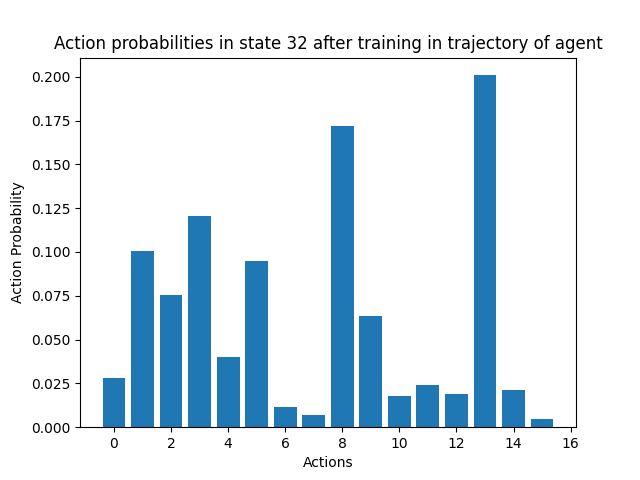 Action probabilities in state 32 after training in trajectory of agent
0.200
0.175
0.150
0.125
0.100
0.075
0.050
0.025
0.000
Action Probability
0 2 4 6 8 10 12 14 16
Actions